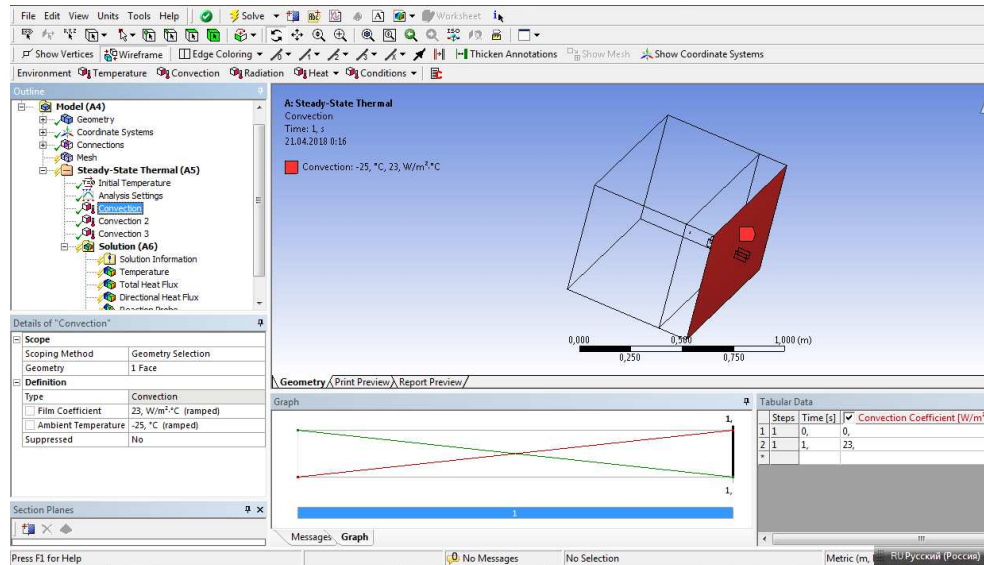 File Edit View Units Tools Help Solve Worksheet
Show Vertices Wireframe Edge Coloring Thicken Annotations Show Mesh Show Coordinate Systems
Environment Temperature Convection Radiation Heat Conditions
Outline
Model (A4)
Geometry
Coordinate Systems
Connections
Mesh
Steady-State Thermal (A5)
Initial Temperature
Analysis Settings
Convection
Convection 2
Convection 3
Solution (A6)
Solution Information
Temperature
Total Heat Flux
Directional Heat Flux
Reaction Probe
A: Steady-State Thermal
Convection
Time: 1, s
21.04.2018 0:16
Convection: -25, °C, 23, W/m²·°C
0,000 0,500 1,000 (m)
0,250 0,750
Geometry Print Preview Report Preview
Details of "Convection"
Scope
Scoping Method Geometry Selection
Geometry 1 Face
Definition
Type Convection
Film Coefficient 23, W/m²·°C (ramped)
Ambient Temperature -25, °C (ramped)
Suppressed No
Section Planes
Graph
1,
1,
1
Messages Graph
Tabular Data
Steps Time [s] Convection Coefficient [W/m²
1 1 0, 0,
2 1 1, 23,
*
Press F1 for Help 0 No Messages No Selection Metric (m, RU Русский (Россия)